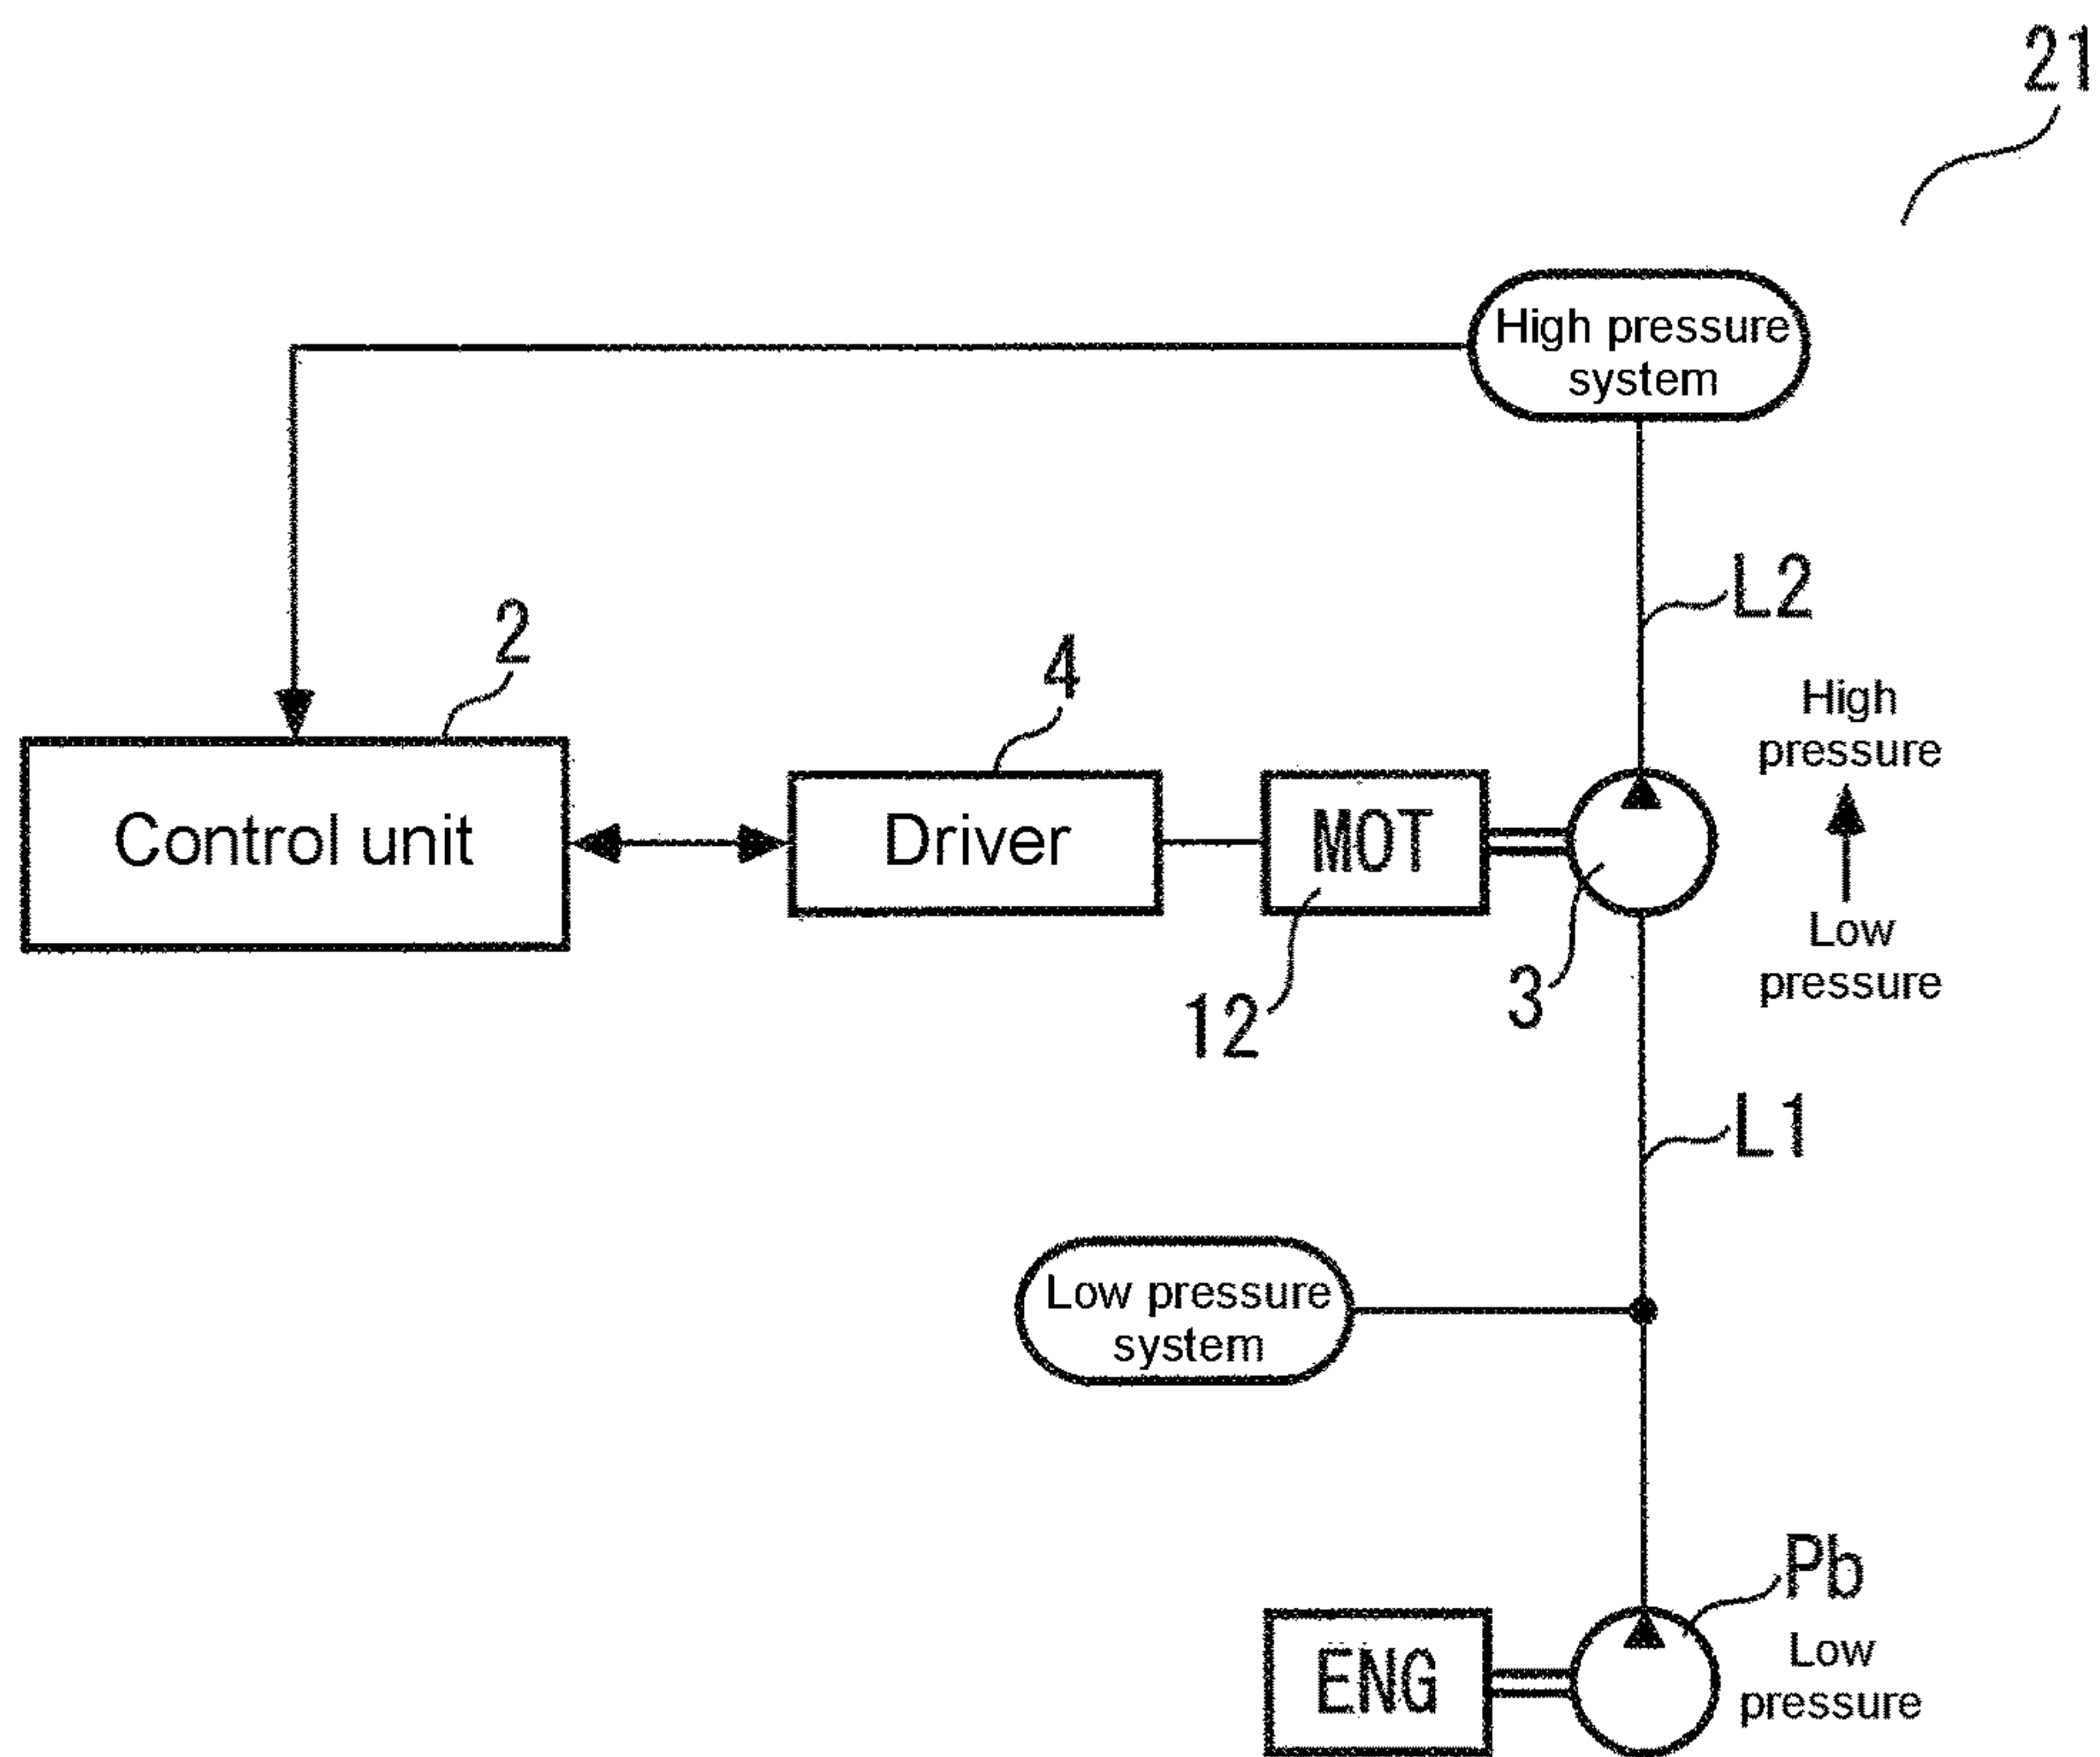 21
High pressure
system
L2
2
4
High
pressure
Control unit
Driver
MOT
Low
pressure
12
3
L1
Low pressure
system
Pb
Low
pressure
ENG